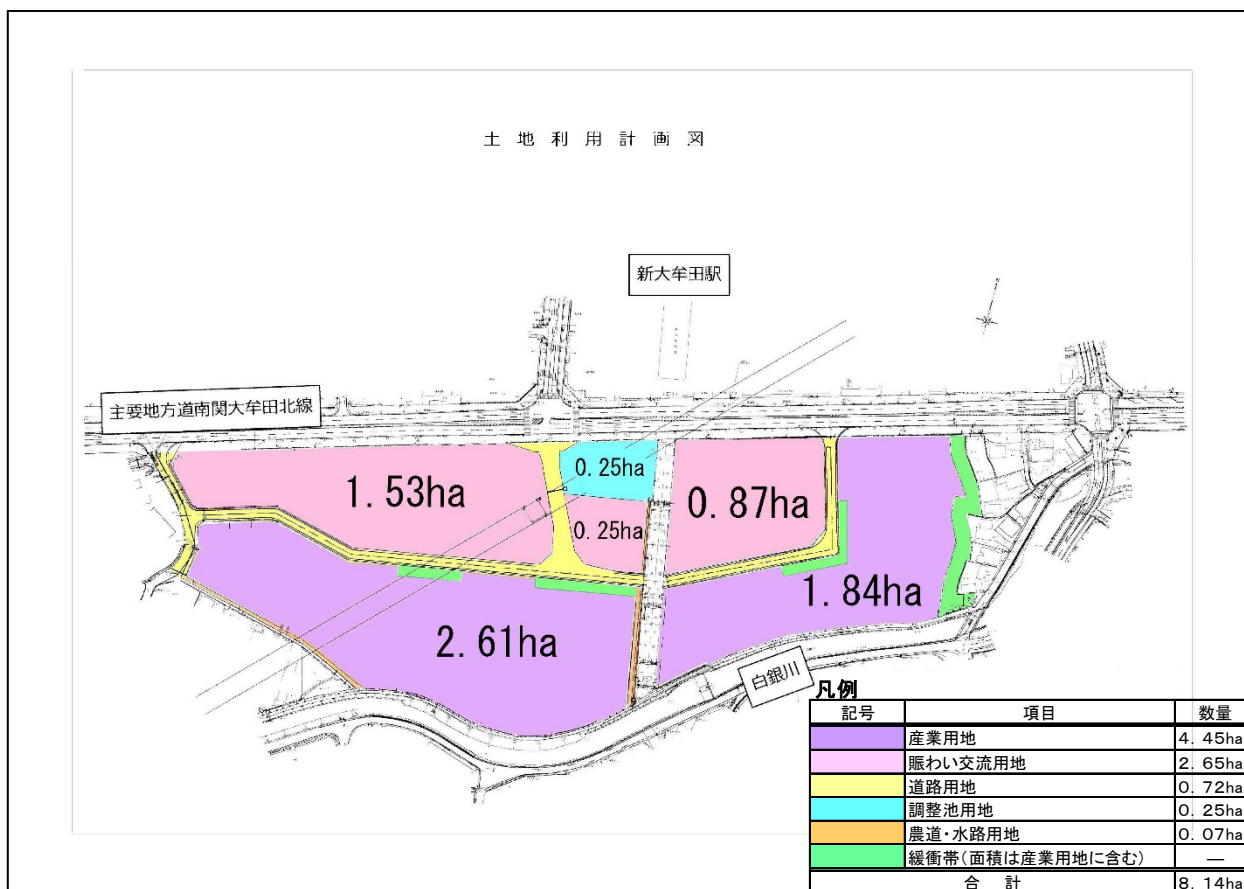 土地利用計画図
新大牟田駅
主要地方道南関大牟田北線
0. 25ha
1. 53ha
0. 87ha
0. 25ha
1. 84ha
2. 61ha
白銀川
凡例
記号 項目 数量
産業用地 4. 45ha
賑わい交流用地 2. 65ha
道路用地 0. 72ha
調整池用地 0. 25ha
農道・水路用地 0. 07ha
緩衝帯(面積は産業用地に含む) ―
合 計 8. 14ha